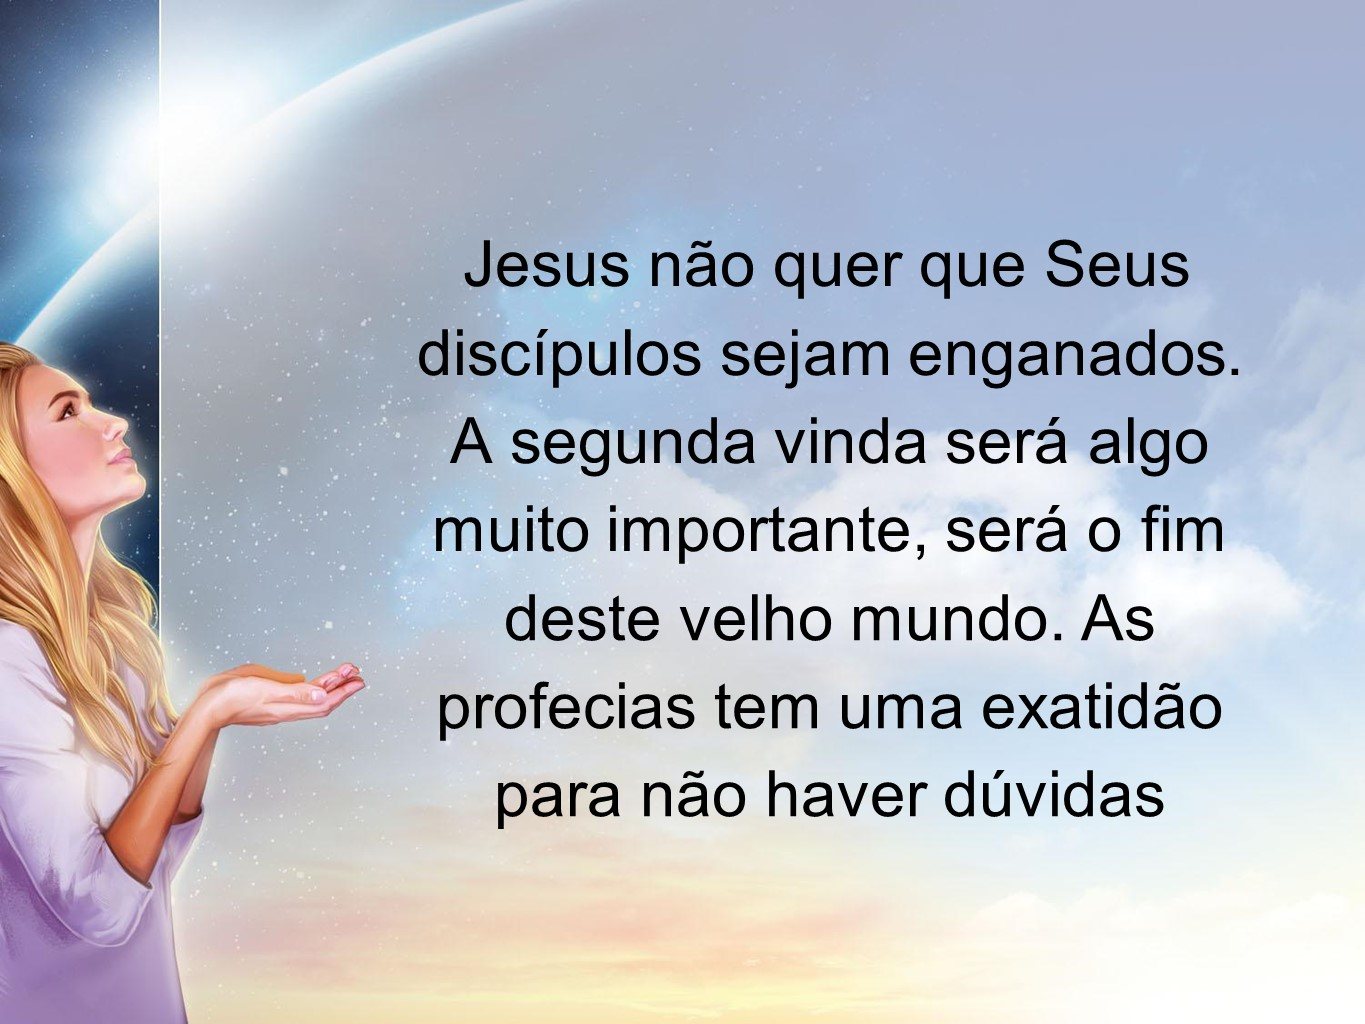 Jesus não quer que Seus
discípulos sejam enganados.
A segunda vinda será algo
muito importante, será o fim
deste velho mundo. As
profecias tem uma exatidão
para não haver dúvidas